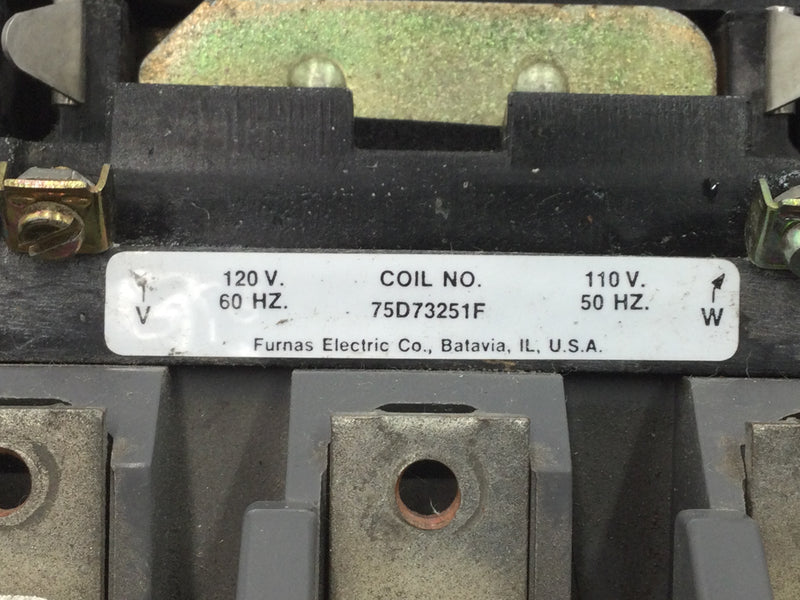 120 V. COIL NO. 110 V.
60 HZ. 75D73251F 50 HZ.
V W
Furnas Electric Co., Batavia, IL, U.S.A.